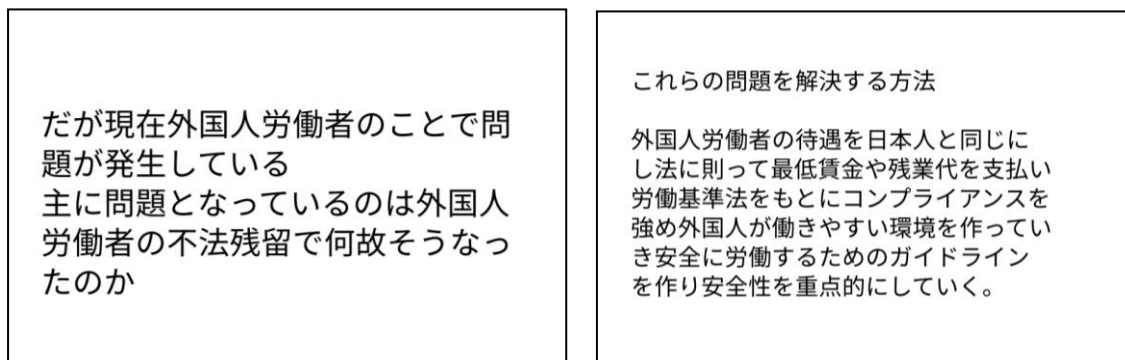 だが現在外国人労働者のことで問
題が発生している
主に問題となっているのは外国人
労働者の不法残留で何故そうなっ
たのか
これらの問題を解決する方法
外国人労働者の待遇を日本人と同じに
し法に則って最低賃金や残業代を支払い
労働基準法をもとにコンプライアンスを
強め外国人が働きやすい環境を作ってい
き安全に労働するためのガイドライン
を作り安全性を重点的にしていく。